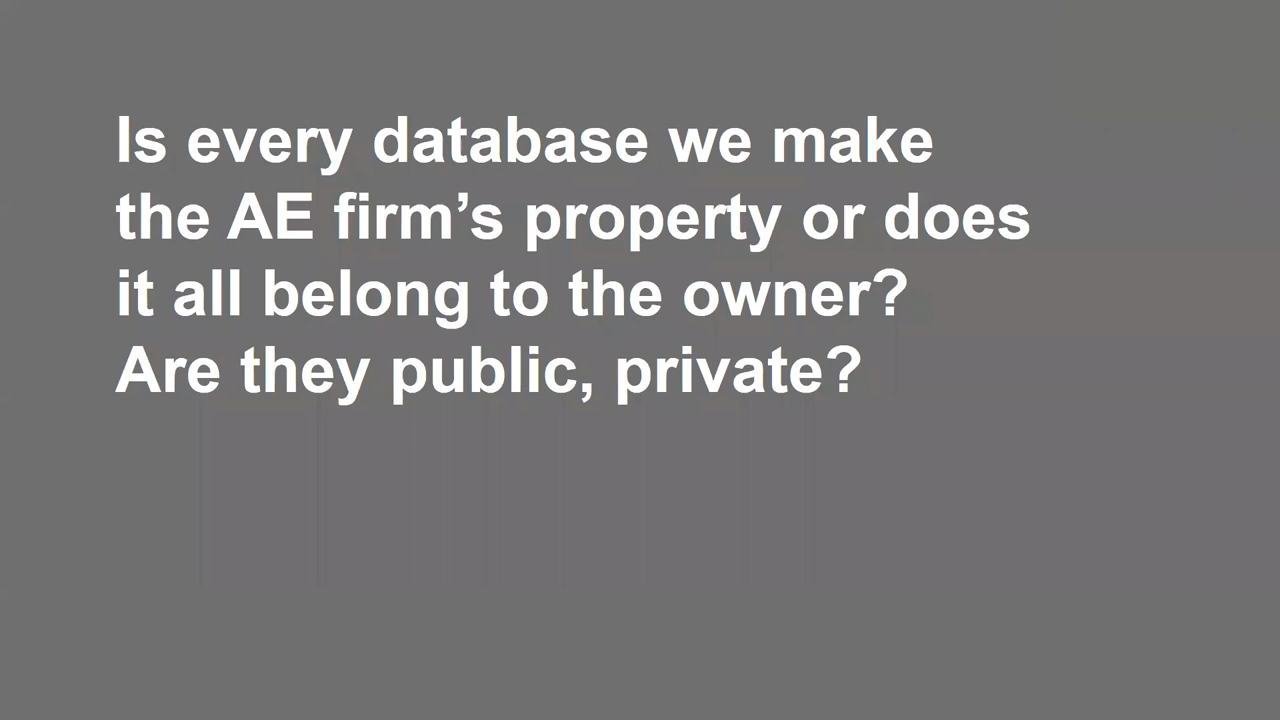 Is every database we make
the AE firm’s property or does
it all belong to the owner?
Are they public, private?